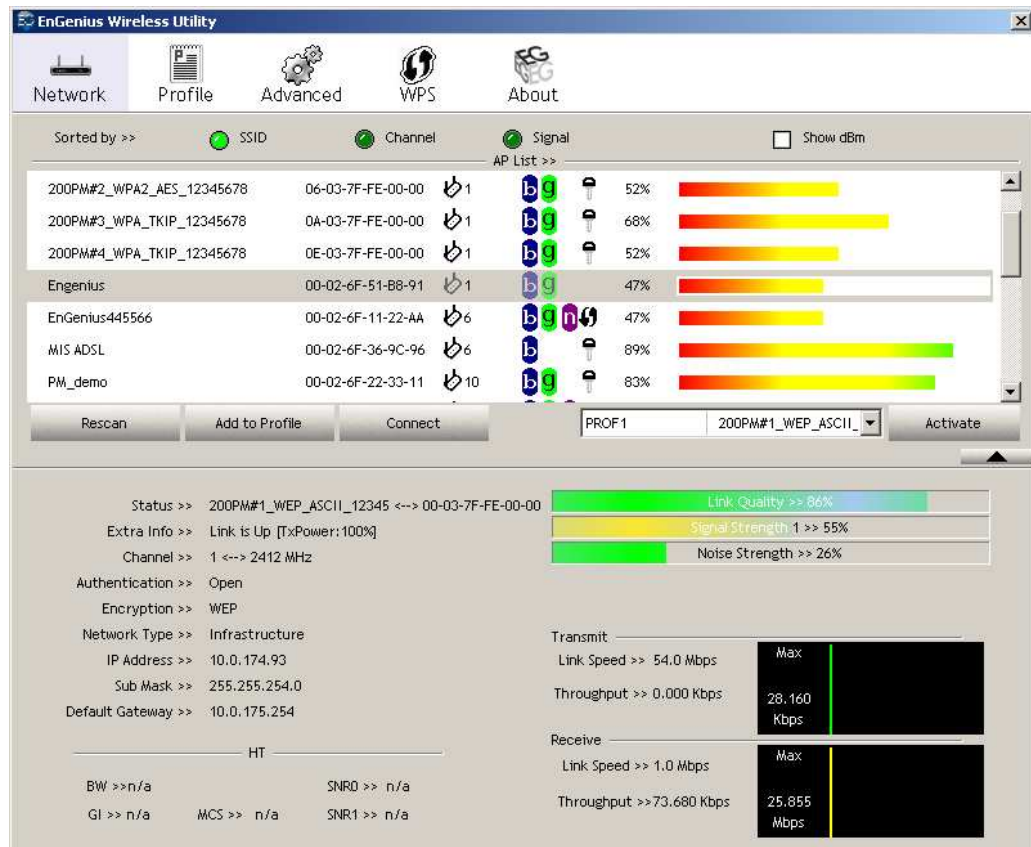 EnGenius Wireless Utility
Network Profile Advanced WPS About
Sorted by >> SSID Channel Signal Show dBm
AP List >>
200PM#2_WPA2_AES_12345678 06-03-7F-FE-00-00 1 b g 52%
200PM#3_WPA_TKIP_12345678 0A-03-7F-FE-00-00 1 b g 68%
200PM#4_WPA_TKIP_12345678 0E-03-7F-FE-00-00 1 b g 52%
Engenius 00-02-6F-51-B8-91 1 b g 47%
EnGenius445566 00-02-6F-11-22-AA 6 b g n 47%
MIS ADSL 00-02-6F-36-9C-96 6 b 89%
PM_demo 00-02-6F-22-33-11 10 b g 83%
Rescan Add to Profile Connect PROF1 200PM#1_WEP_ASCII_ Activate
Status >> 200PM#1_WEP_ASCII_12345 <--> 00-03-7F-FE-00-00
Extra Info >> Link is Up [TxPower:100%]
Channel >> 1 <--> 2412 MHz
Authentication >> Open
Encryption >> WEP
Network Type >> Infrastructure
IP Address >> 10.0.174.93
Sub Mask >> 255.255.254.0
Default Gateway >> 10.0.175.254
HT
BW >>n/a SNR0 >> n/a
GI >> n/a MCS >> n/a SNR1 >> n/a
Link Quality >> 86%
Signal Strength 1 >> 55%
Noise Strength >> 26%
Transmit
Link Speed >> 54.0 Mbps
Throughput >> 0.000 Kbps
Max
28.160
Kbps
Receive
Link Speed >> 1.0 Mbps
Throughput >>73.680 Kbps
Max
25.855
Mbps